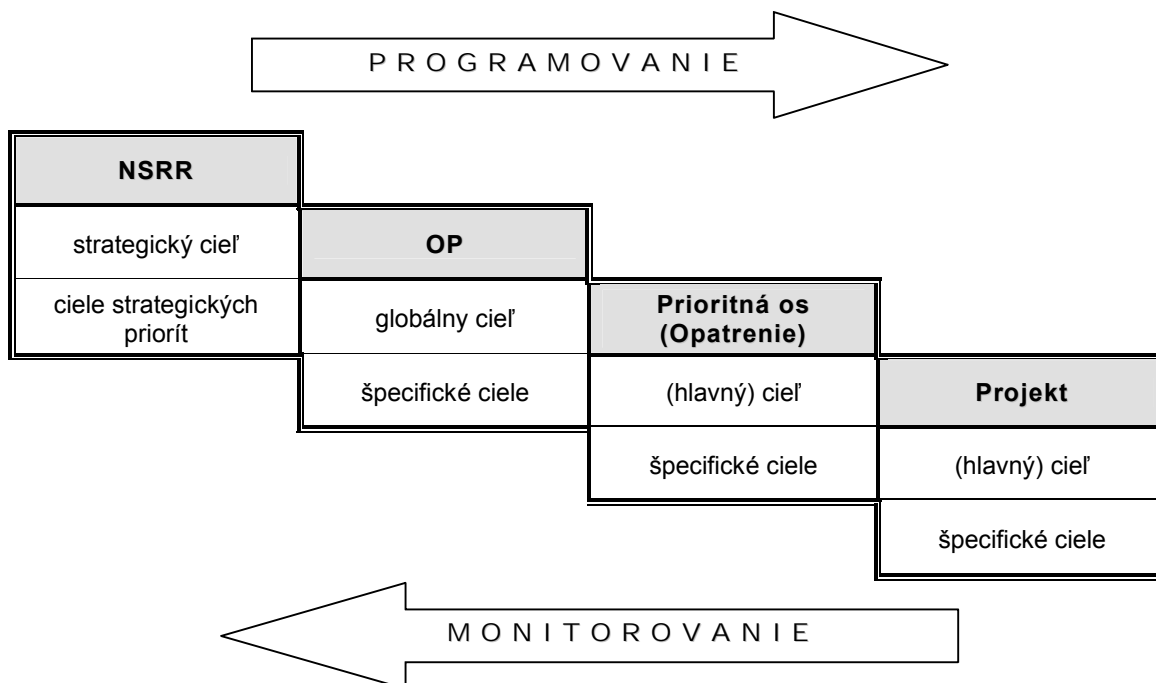 PROGRAMOVANIE
NSRR
strategický cieľ
ciele strategických
priorít
OP
globálny cieľ
špecifické ciele
Prioritná os
(Opatrenie)
(hlavný) cieľ
špecifické ciele
Projekt
(hlavný) cieľ
špecifické ciele
MONITOROVANIE